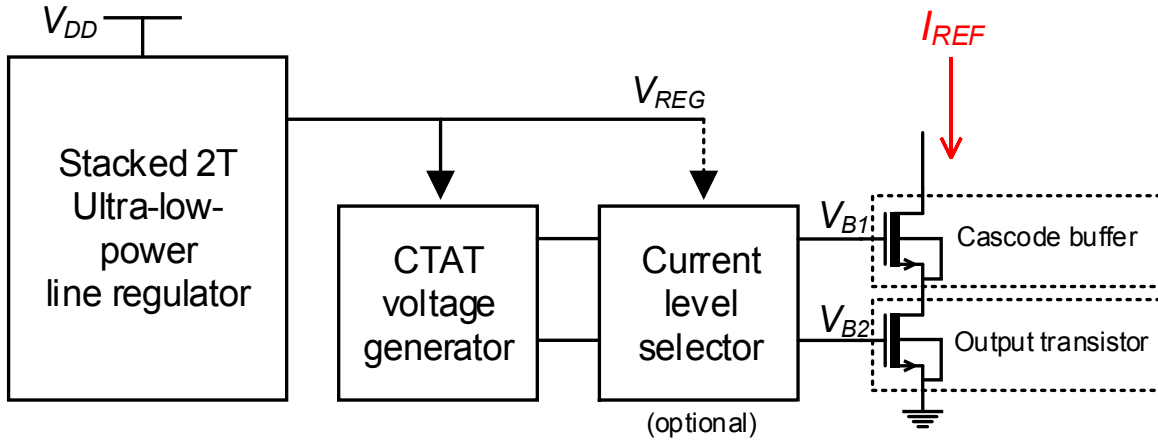 VDD
IREF
VREG
Stacked 2T
Ultra-low-
power
line regulator
CTAT
voltage
generator
Current
level
selector
(optional)
VB1
Cascode buffer
VB2
Output transistor